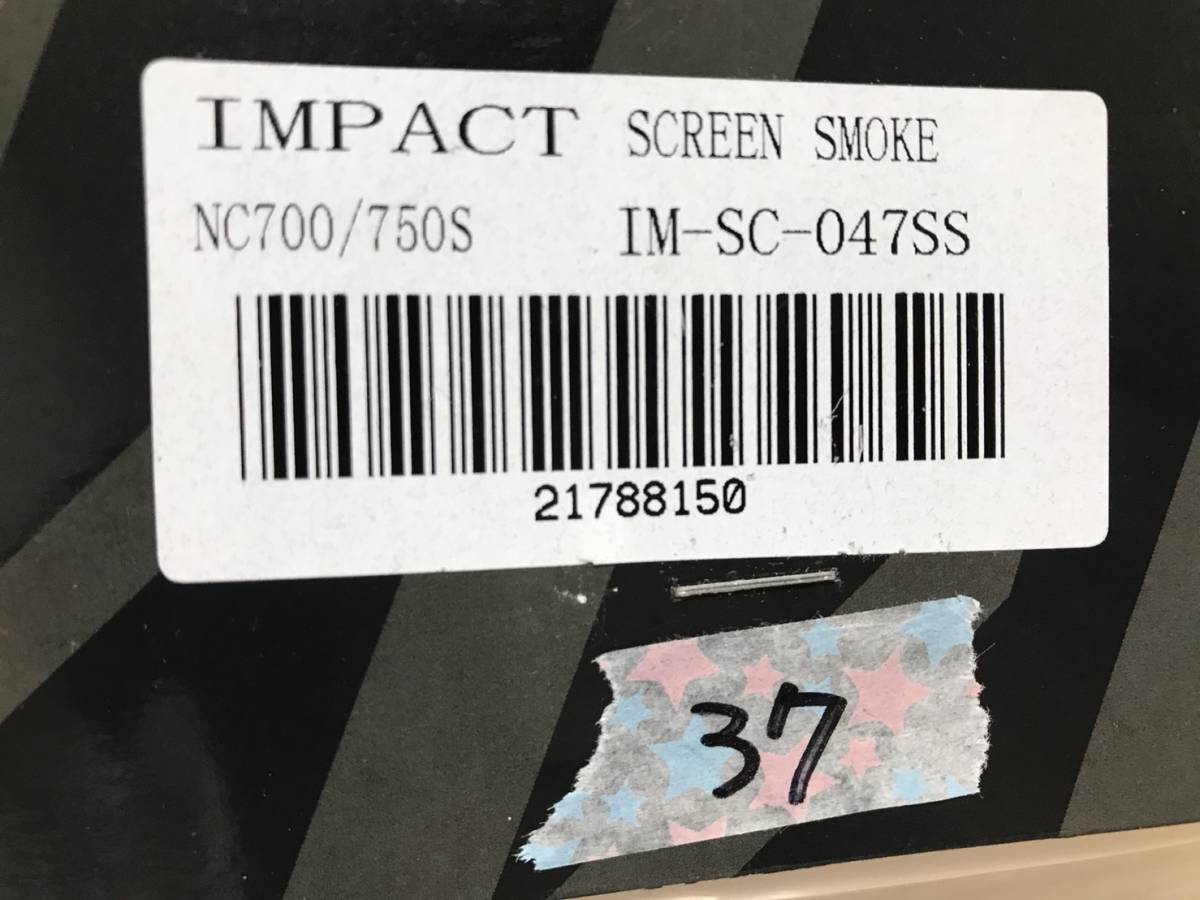 IMPACT SCREEN SMOKE
NC700/750S IM-SC-047SS
21788150
37